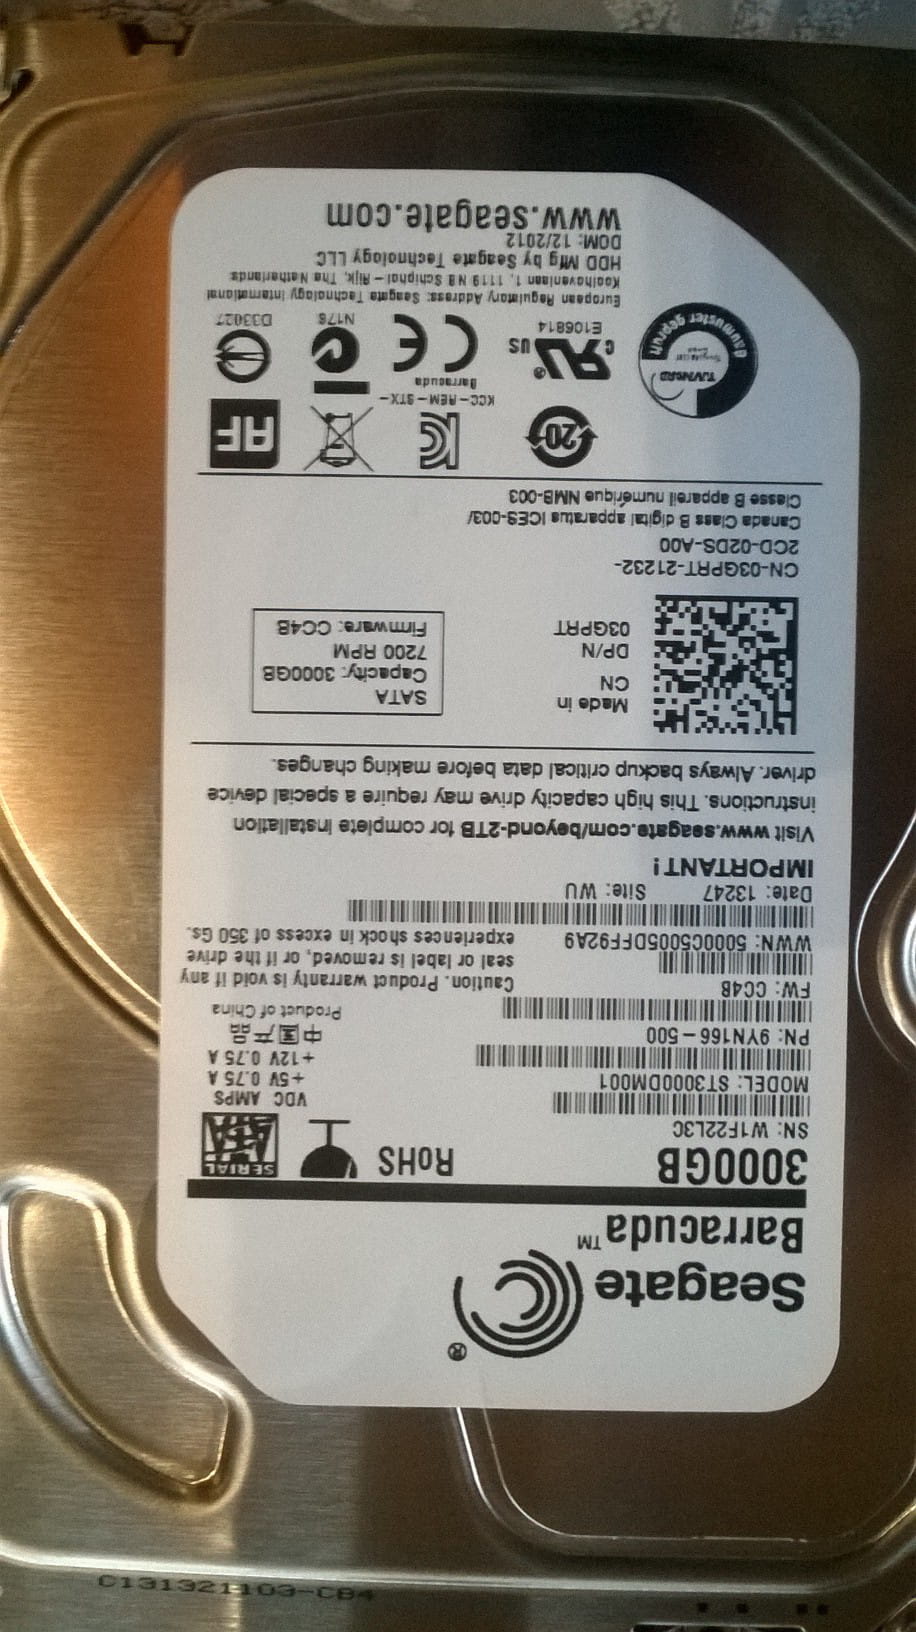 Seagate ®
Barracuda™
3000GB RoHS SERIAL ATA
SN: W1F22L3C
MODEL: ST3000DM001
PN: 9YN166-500
FW: CC4B
WWN: 5000C5005DFF92A9
Date: 13247 Site: WU
VDC AMPS
+5V 0.75 A
+12V 0.75 A
中国产品
Product of China
Caution. Product warranty is void if any
seal or label is removed, or if the drive
experiences shock in excess of 350 Gs.
IMPORTANT!
Visit www.seagate.com/beyond-2TB for complete installation
instructions. This high capacity drive may require a special device
driver. Always backup critical data before making changes.
Made in
CN
DP/N
03GPRT
SATA
Capacity: 3000GB
7200 RPM
Firmware: CC4B
CN-03GPRT-21232-
2CD-02DS-A00
Canada Class B digital apparatus ICES-003/
Classe B appareil numérique NMB-003
20
KCC-REM-STX-
Barracuda
AF
TÜVNORD
Baumuster geprüft
c US
E106814
CE
N176
D33027
European Regulatory Address: Seagate Technology International
Koolhovenlaan 1, 1119 NB Schiphol-Rijk, The Netherlands
HDD Mfg by Seagate Technology LLC
DOM: 12/2012
www.seagate.com
C131321103-CB4